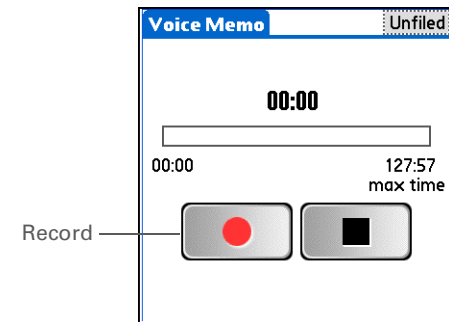 Voice Memo Unfiled
00:00
00:00 127:57
max time
Record